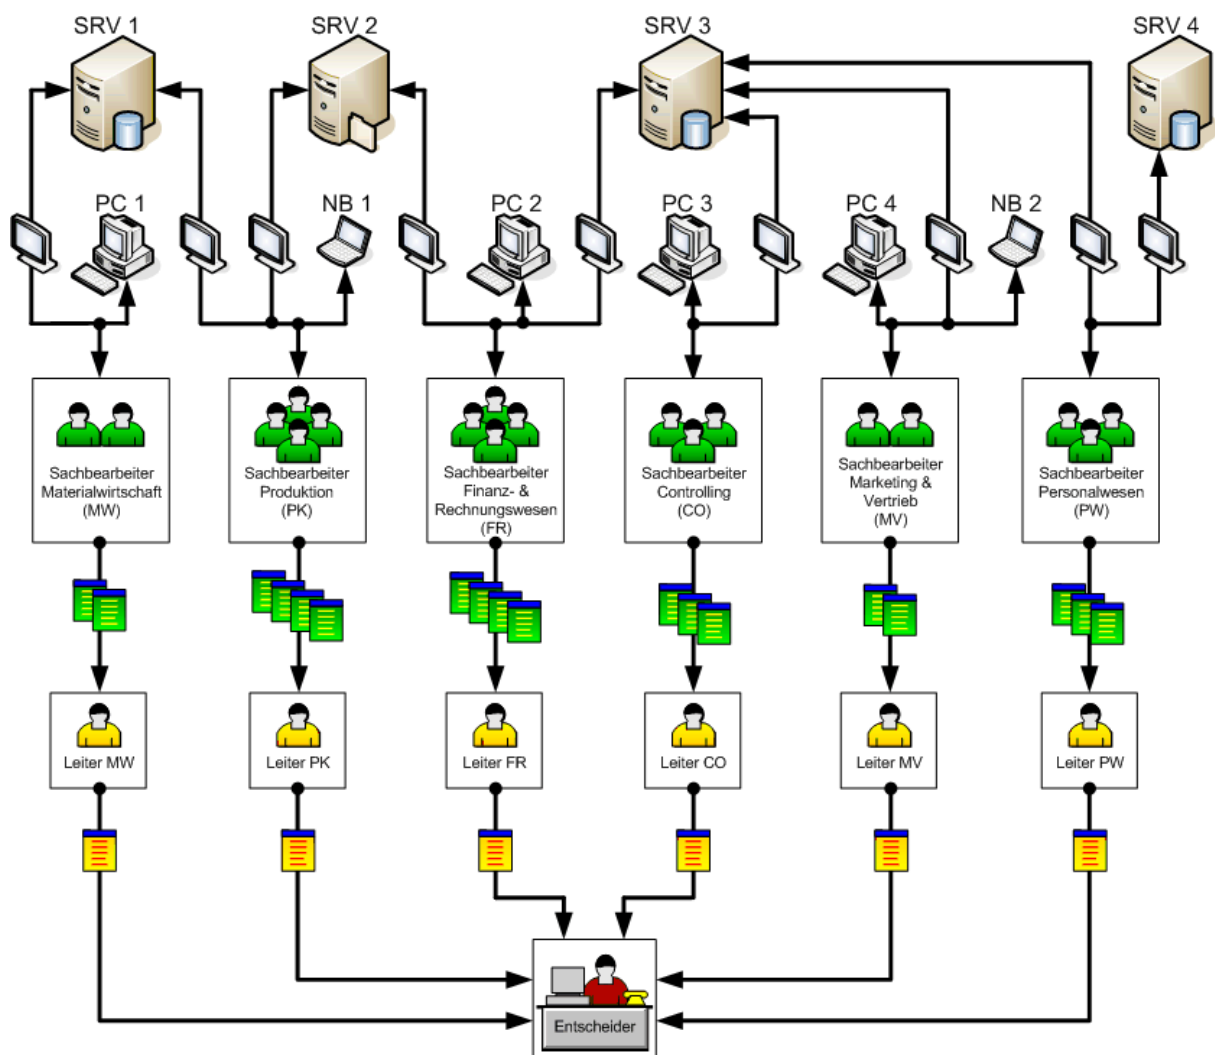 SRV 1
SRV 2
SRV 3
SRV 4
PC 1
NB 1
PC 2
PC 3
PC 4
NB 2
Sachbearbeiter
Materialwirtschaft
(MW)
Sachbearbeiter
Produktion
(PK)
Sachbearbeiter
Finanz- &
Rechnungswesen
(FR)
Sachbearbeiter
Controlling
(CO)
Sachbearbeiter
Marketing &
Vertrieb
(MV)
Sachbearbeiter
Personalwesen
(PW)
Leiter MW
Leiter PK
Leiter FR
Leiter CO
Leiter MV
Leiter PW
Entscheider